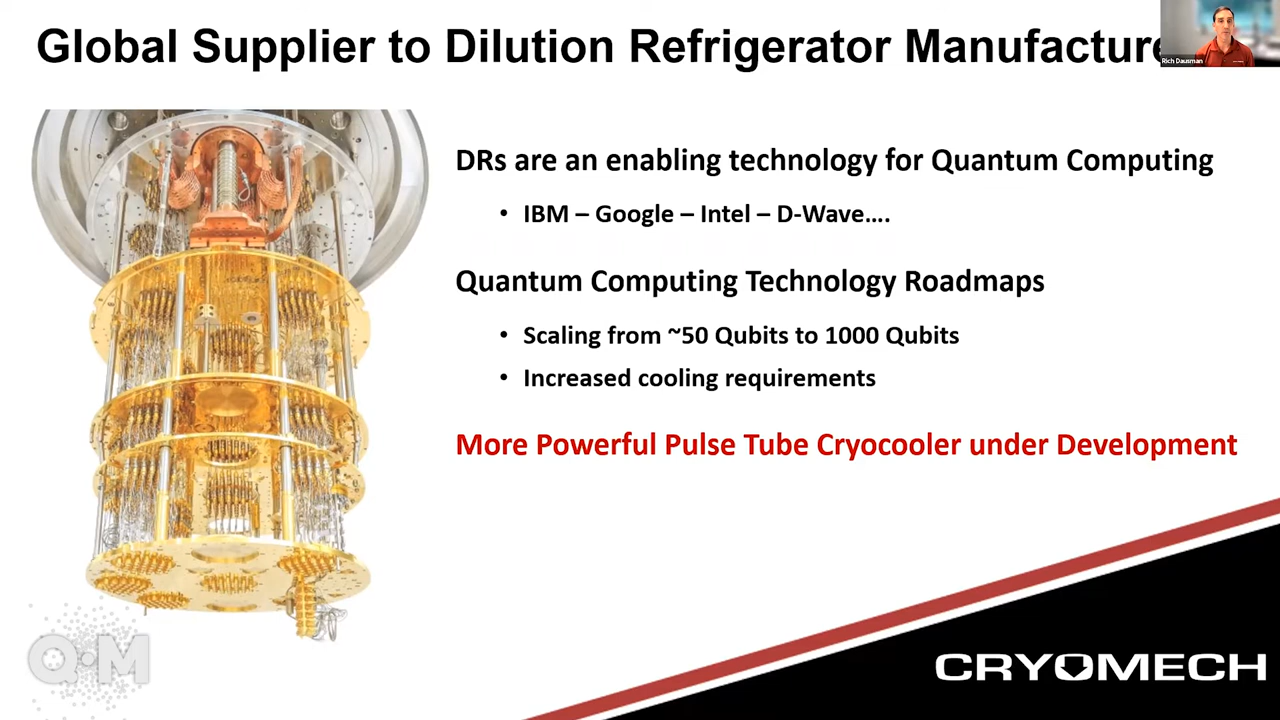 Global Supplier to Dilution Refrigerator Manufacture
Rich Dausman
DRs are an enabling technology for Quantum Computing
• IBM – Google – Intel – D-Wave….
Quantum Computing Technology Roadmaps
• Scaling from ~50 Qubits to 1000 Qubits
• Increased cooling requirements
More Powerful Pulse Tube Cryocooler under Development
Q•M
CRYOMECH